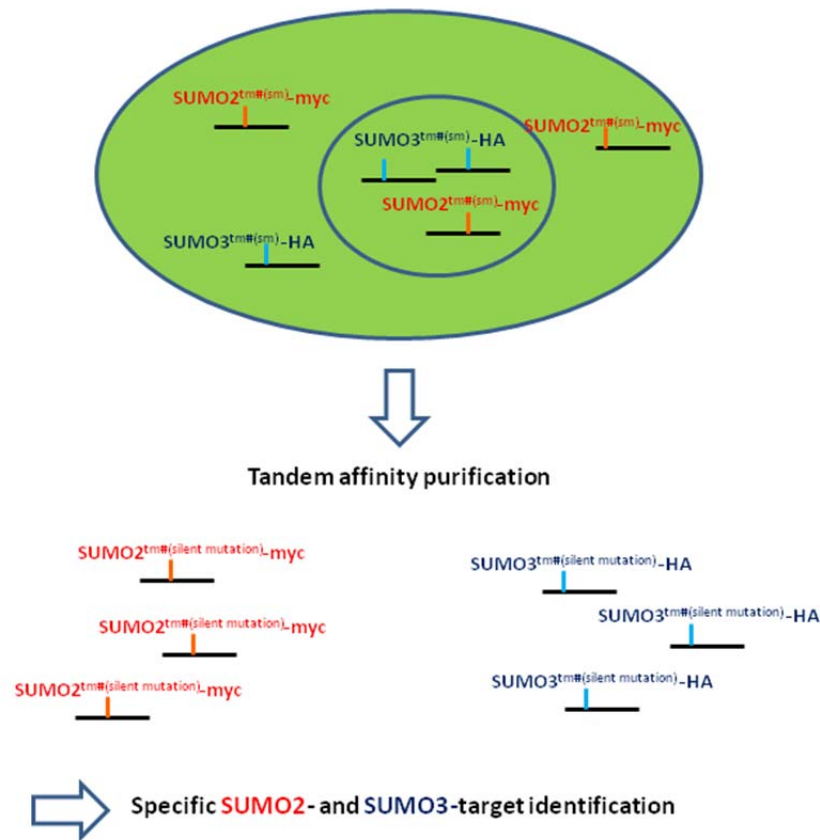 SUMO2tm#(sm)-myc
SUMO2tm#(sm)-myc
SUMO3tm#(sm)-HA
SUMO2tm#(sm)-myc
SUMO3tm#(sm)-HA
Tandem affinity purification
SUMO2tm#(silent mutation)-myc
SUMO3tm#(silent mutation)-HA
SUMO3tm#(silent mutation)-HA
SUMO2tm#(silent mutation)-myc
SUMO3tm#(silent mutation)-HA
SUMO2tm#(silent mutation)-myc
Specific SUMO2- and SUMO3-target identification